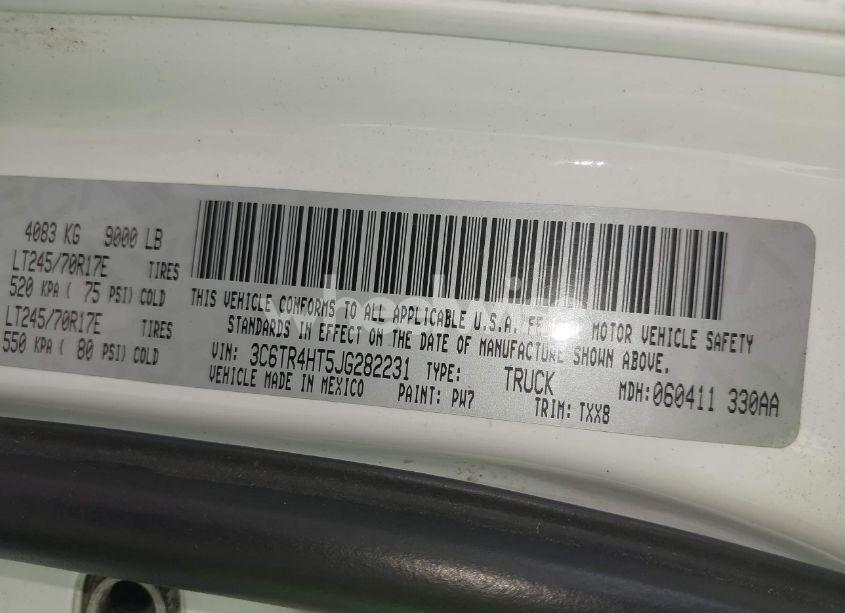 4083 KG 9000 LB
LT245/70R17E TIRES
520 KPA ( 75 PSI) COLD
LT245/70R17E TIRES
550 KPA ( 80 PSI) COLD
THIS VEHICLE CONFORMS TO ALL APPLICABLE U.S.A. MOTOR VEHICLE SAFETY
STANDARDS IN EFFECT ON THE DATE OF MANUFACTURE SHOWN ABOVE.
VIN: 3C6TR4HT5JG282231 TYPE: TRUCK MDH:060411 330AA
VEHICLE MADE IN MEXICO PAINT: PW7 TRIM: TXX8